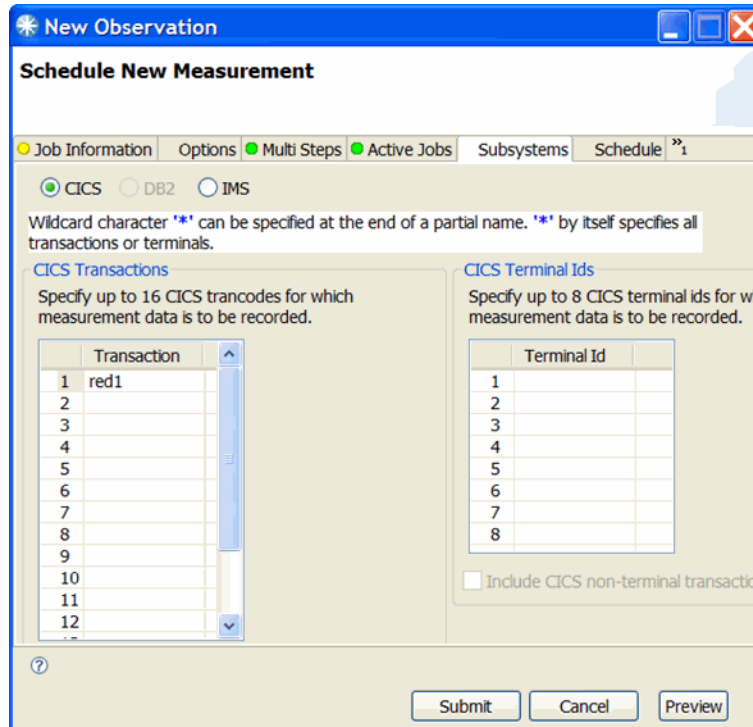 New Observation
Schedule New Measurement
Job Information Options Multi Steps Active Jobs Subsystems Schedule »1
CICS DB2 IMS
Wildcard character '*' can be specified at the end of a partial name. '*' by itself specifies all
transactions or terminals.
CICS Transactions
Specify up to 16 CICS trancodes for which
measurement data is to be recorded.
Transaction
1 red1
2
3
4
5
6
7
8
9
10
11
12
CICS Terminal Ids
Specify up to 8 CICS terminal ids for w
measurement data is to be recorded.
Terminal Id
1
2
3
4
5
6
7
8
Include CICS non-terminal transactio
?
Submit Cancel Preview